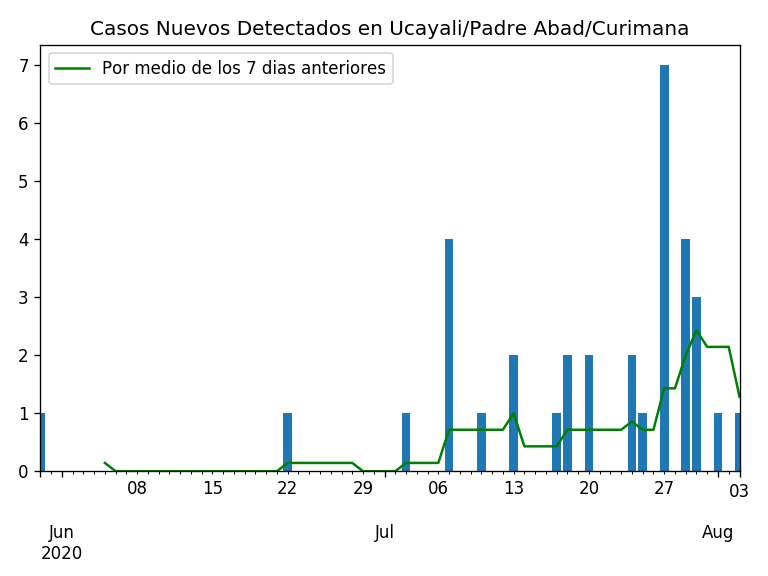 Casos Nuevos Detectados en Ucayali/Padre Abad/Curimana
Por medio de los 7 dias anteriores
7
6
5
4
3
2
1
0
08 15 22 29 06 13 20 27 03
Jun Jul Aug
2020